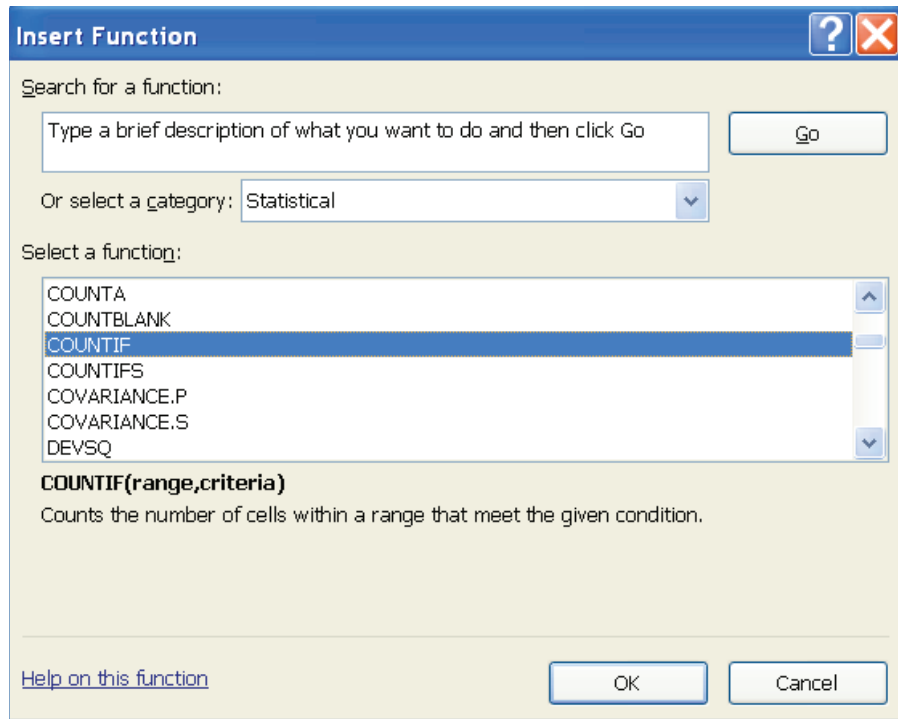 Insert Function
Search for a function:
Type a brief description of what you want to do and then click Go
Go
Or select a category: Statistical
Select a function:
COUNTA
COUNTBLANK
COUNTIF
COUNTIFS
COVARIANCE.P
COVARIANCE.S
DEVSQ
COUNTIF(range,criteria)
Counts the number of cells within a range that meet the given condition.
Help on this function
OK
Cancel